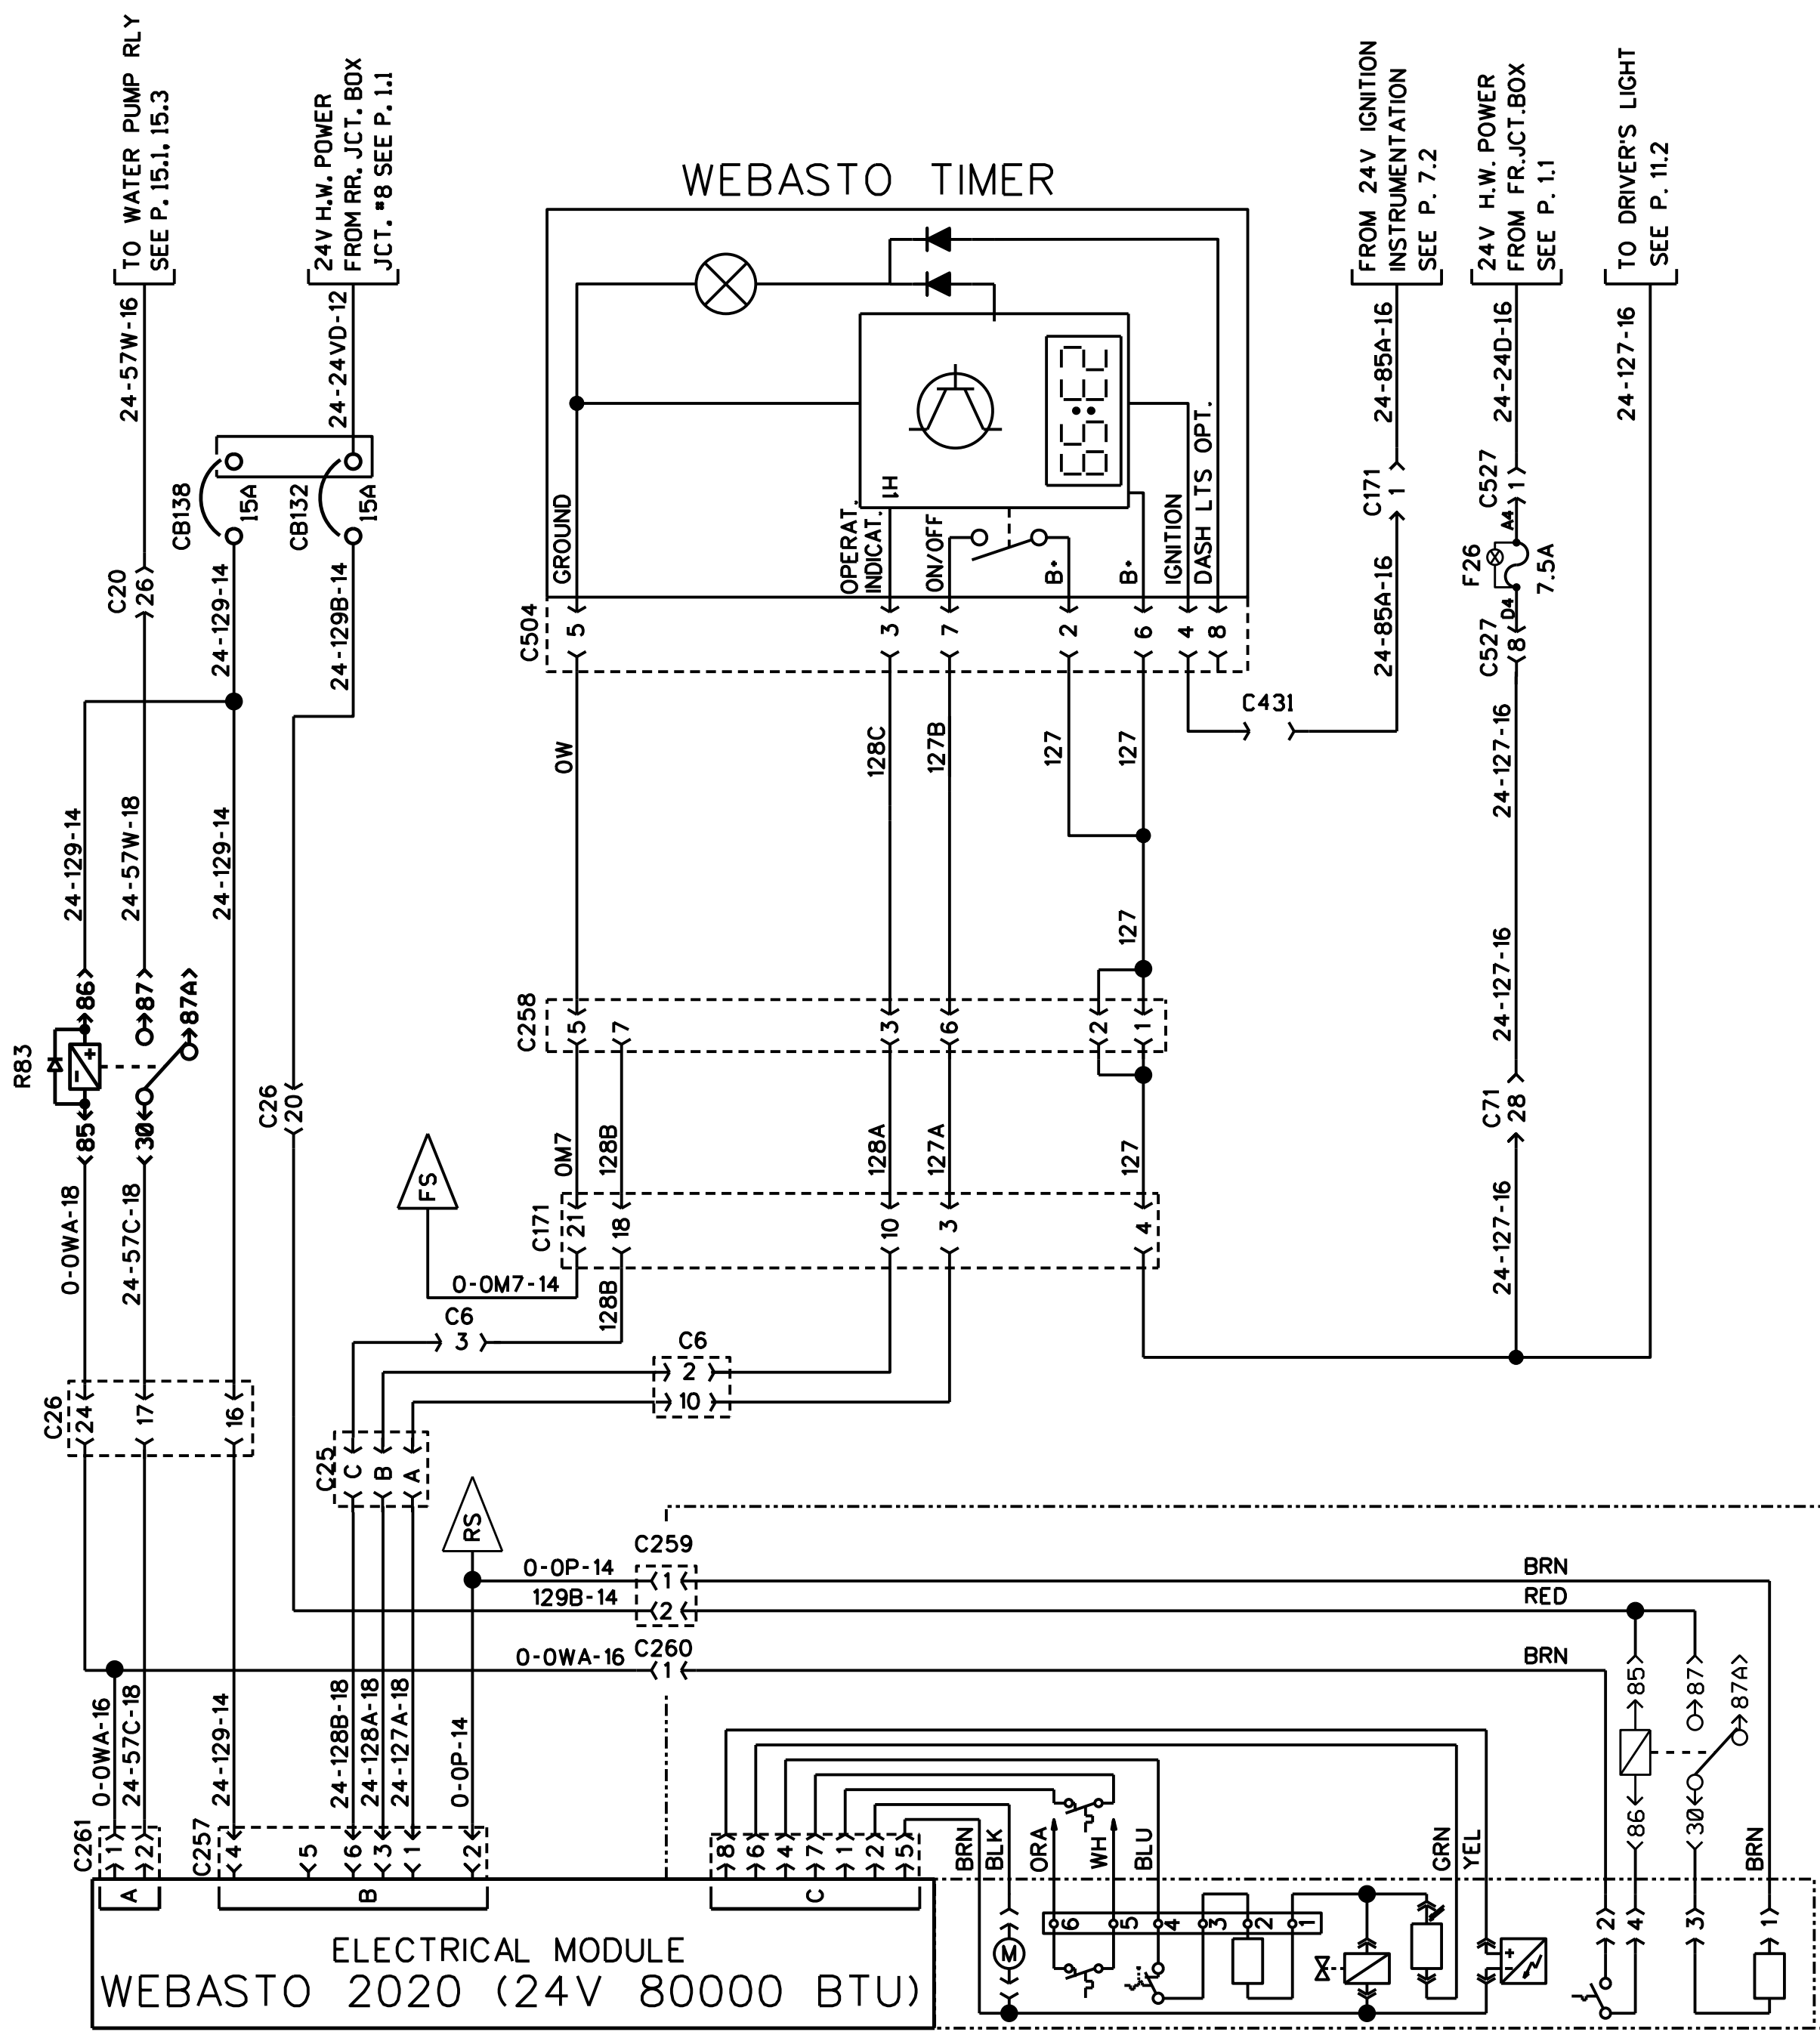 TO WATER PUMP RLY
SEE P. 15.1, 15.3
24V H.W. POWER
FROM RR. JCT. BOX
JCT. #8 SEE P. 1.1
WEBASTO TIMER
FROM 24V IGNITION
INSTRUMENTATION
SEE P. 7.2
24V H.W. POWER
FROM FR.JCT.BOX
SEE P. 1.1
TO DRIVER'S LIGHT
SEE P. 11.2
24-57W-16
24-24VD-12
24-85A-16
24-24D-16
24-127-16
CB138
15A
CB132
15A
H1
GROUND
OPERAT.
INDICAT.
ON/OFF
B+
B+
IGNITION
DASH LTS OPT.
C171
1
C527
1
A4
F26
7.5A
D4
C527
8
C20
26
24-129-14
24-129B-14
C504
5
3
7
2
6
4
8
24-85A-16
C431
0W
128C
127B
127
127
24-127-16
24-129-14
24-57W-18
24-129-14
127
24-127-16
R83
86
87
87A
+
-
85
30
C26
20
C258
5
7
3
6
2
1
C71
28
FS
0M7
128B
128A
127A
127
0-0WA-18
24-57C-18
C171
21
18
10
3
4
24-127-16
0-0M7-14
128B
C6
3
C6
2
10
C26
24
17
16
C25
C
B
A
RS
C259
0-0P-14
1
BRN
129B-14
2
RED
0-0WA-16
C260
1
BRN
0-0WA-16
24-57C-18
24-129-14
24-128B-18
24-128A-18
24-127A-18
0-0P-14
85
87
87A
86
30
C261
1
2
C257
4
5
6
3
1
2
8
6
4
7
1
2
5
BRN
BLK
ORA
WH
BLU
GRN
YEL
BRN
A
B
C
6
5
4
3
2
1
M
+
-
2
4
3
1
ELECTRICAL MODULE
WEBASTO 2020 (24V 80000 BTU)